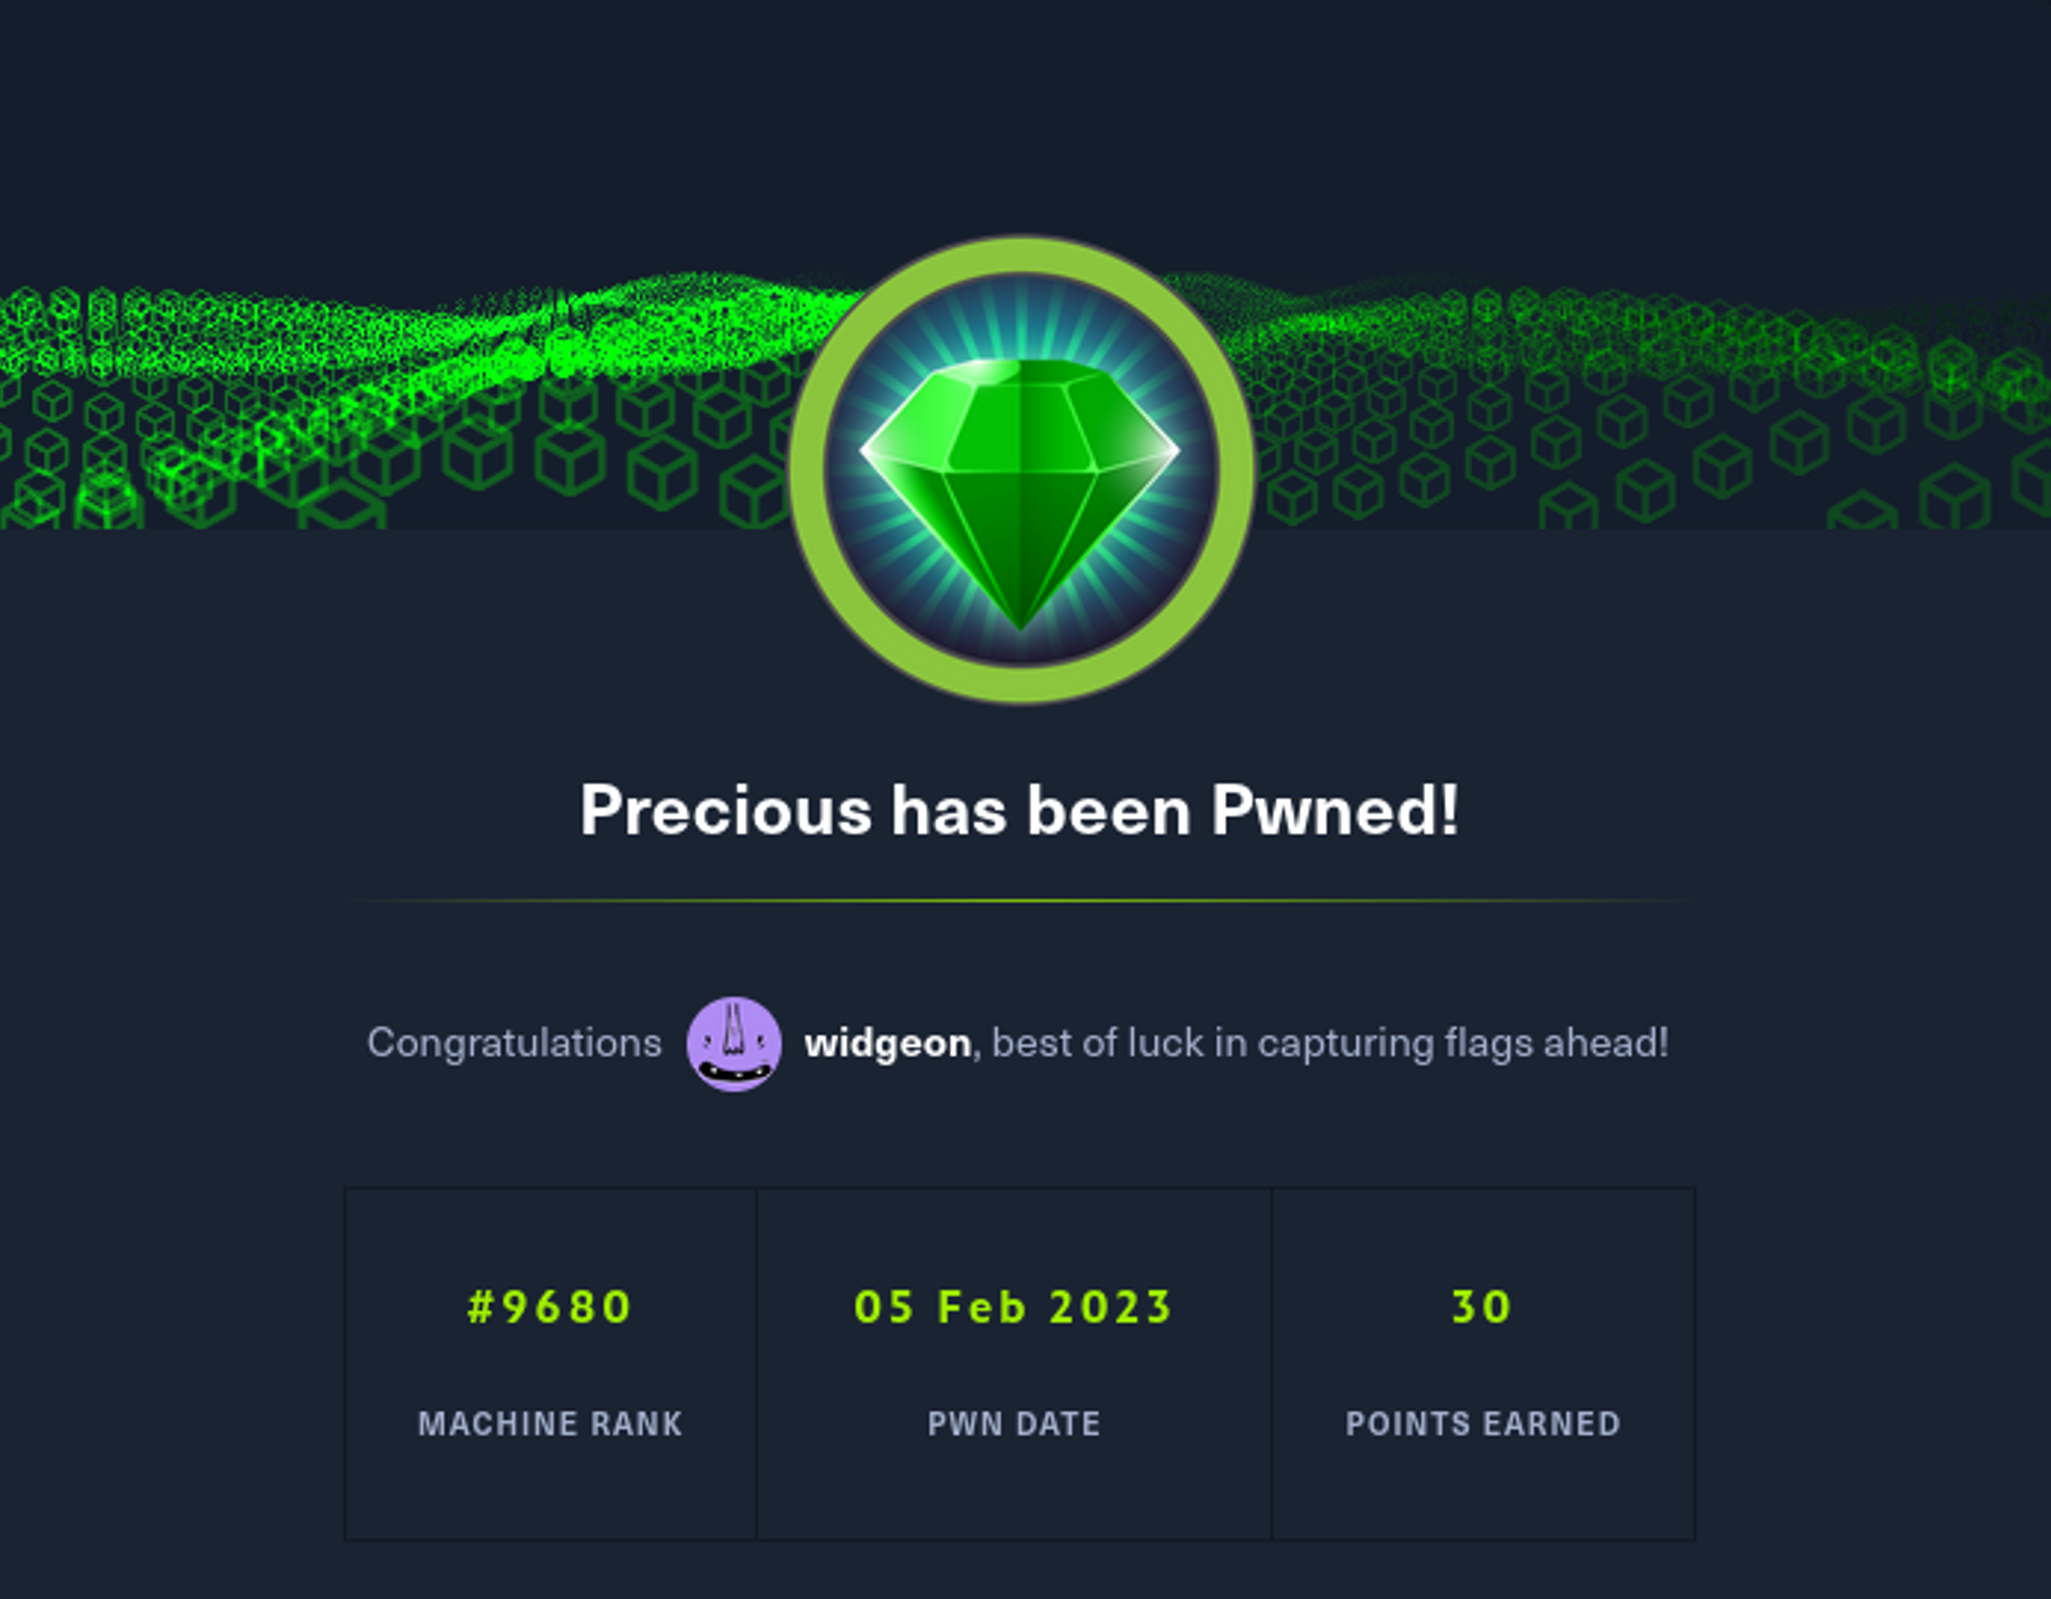 Precious has been Pwned!
Congratulations widgeon, best of luck in capturing flags ahead!
#9680 05 Feb 2023 30
MACHINE RANK PWN DATE POINTS EARNED